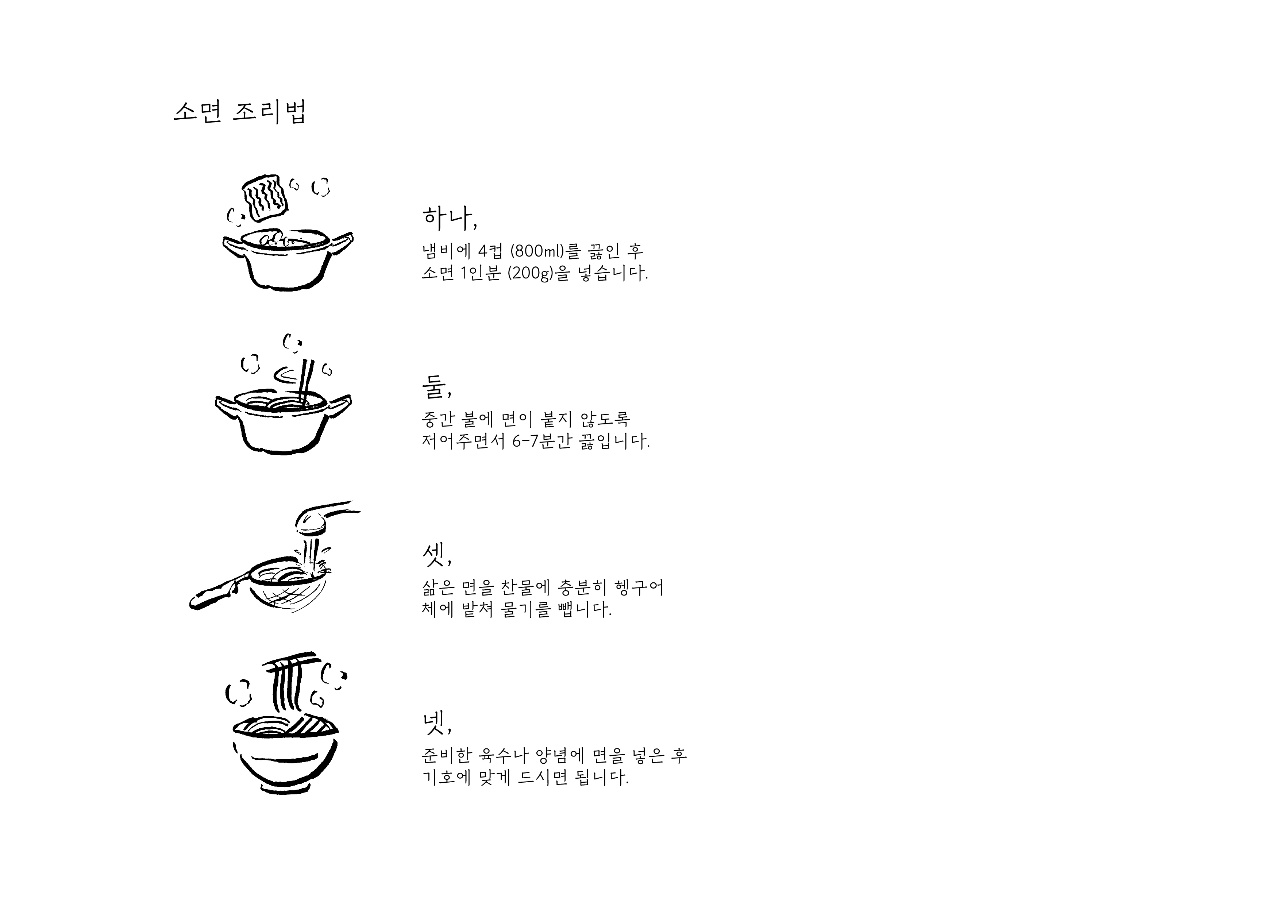 소면 조리법
하나,
냄비에 4컵 (800ml)를 끓인 후
소면 1인분 (200g)을 넣습니다.
둘,
중간 불에 면이 붙지 않도록
저어주면서 6-7분간 끓입니다.
셋,
삶은 면을 찬물에 충분히 헹구어
체에 밭쳐 물기를 뺍니다.
넷,
준비한 육수나 양념에 면을 넣은 후
기호에 맞게 드시면 됩니다.